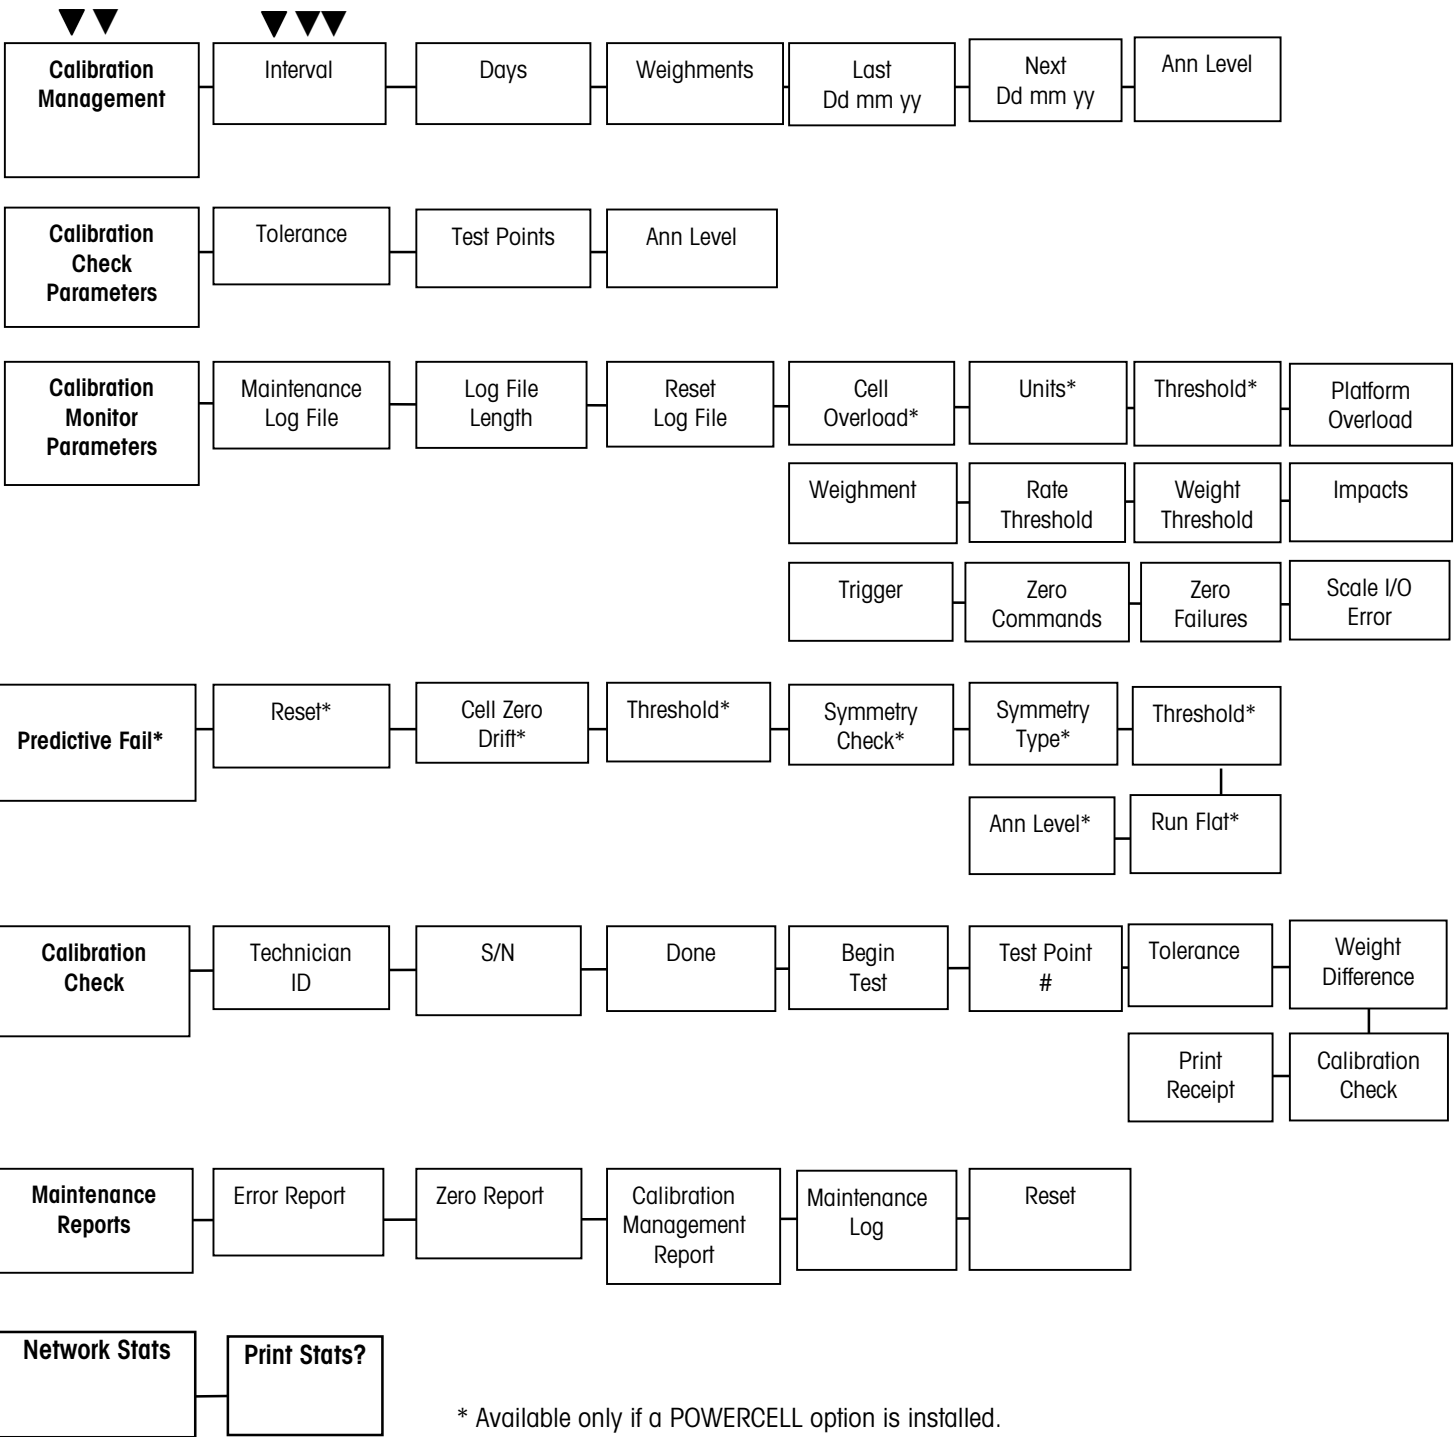 Calibration
Management
Interval
Days
Weighments
Last
Dd mm yy
Next
Dd mm yy
Ann Level
Calibration
Check
Parameters
Tolerance
Test Points
Ann Level
Calibration
Monitor
Parameters
Maintenance
Log File
Log File
Length
Reset
Log File
Cell
Overload*
Units*
Threshold*
Platform
Overload
Weighment
Rate
Threshold
Weight
Threshold
Impacts
Trigger
Zero
Commands
Zero
Failures
Scale I/O
Error
Predictive Fail*
Reset*
Cell Zero
Drift*
Threshold*
Symmetry
Check*
Symmetry
Type*
Threshold*
Ann Level*
Run Flat*
Calibration
Check
Technician
ID
S/N
Done
Begin
Test
Test Point
#
Tolerance
Weight
Difference
Print
Receipt
Calibration
Check
Maintenance
Reports
Error Report
Zero Report
Calibration
Management
Report
Maintenance
Log
Reset
Network Stats
Print Stats?
* Available only if a POWERCELL option is installed.